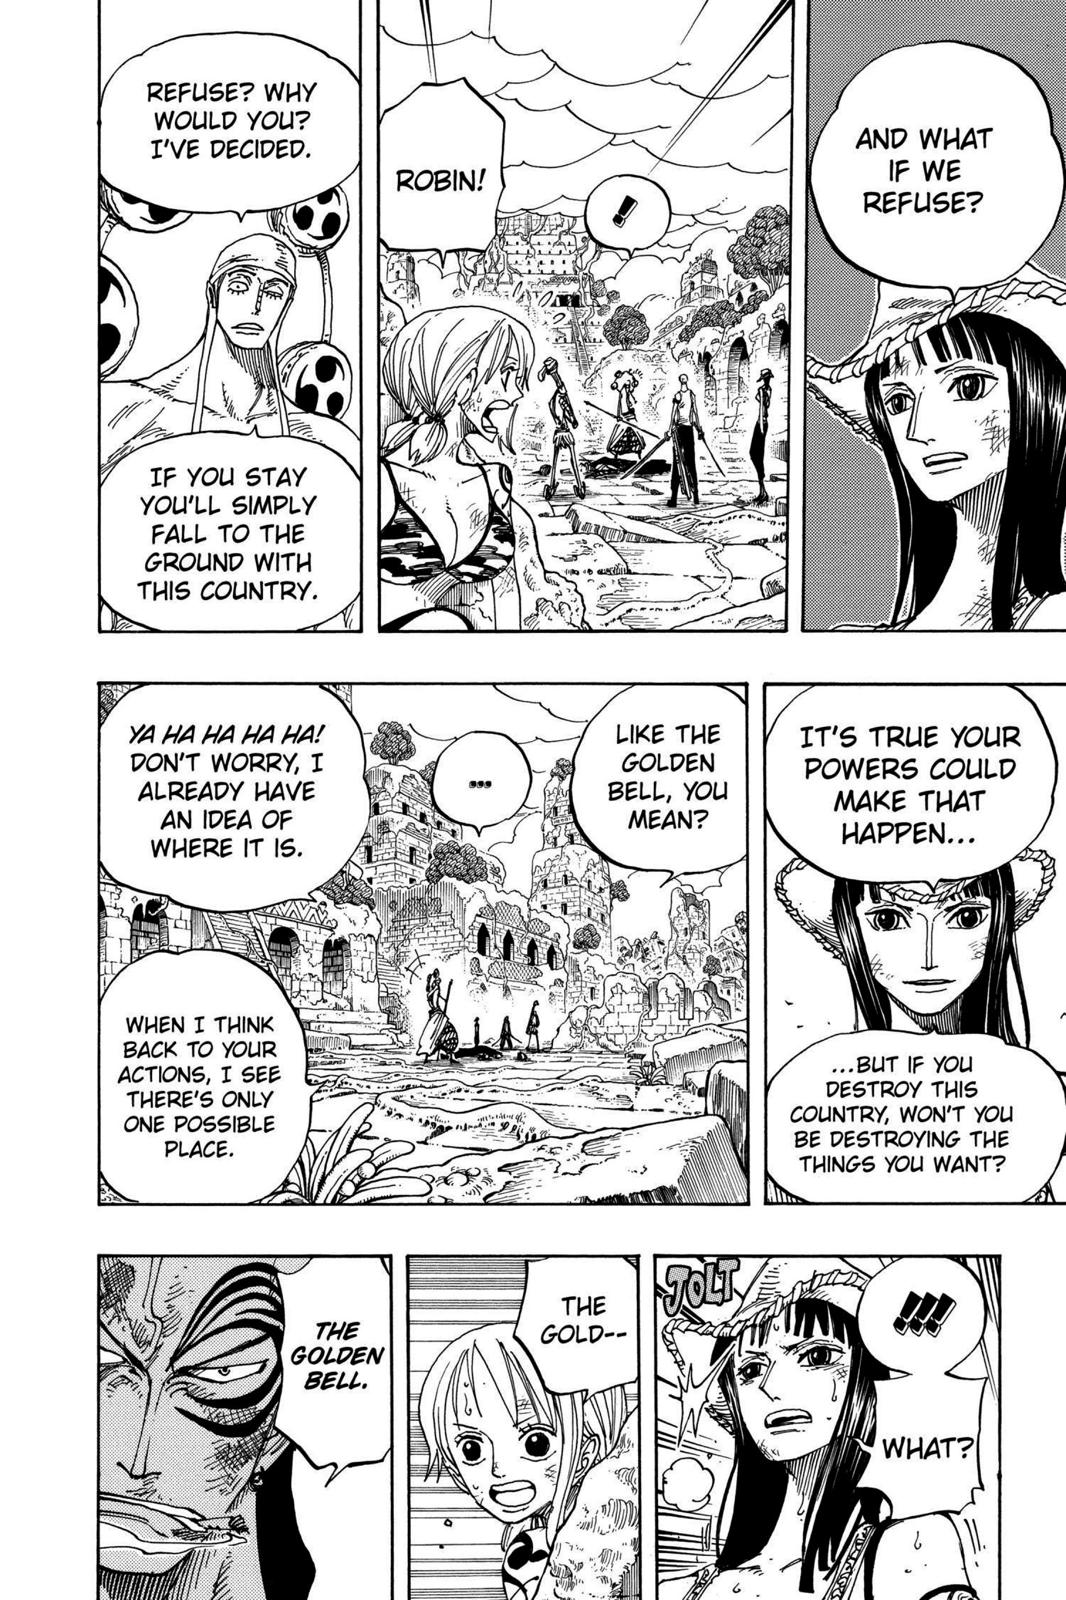 AND WHAT
IF WE
REFUSE?
!
ROBIN!
REFUSE? WHY
WOULD YOU?
I'VE DECIDED.
IF YOU STAY
YOU'LL SIMPLY
FALL TO THE
GROUND WITH
THIS COUNTRY.
IT'S TRUE YOUR
POWERS COULD
MAKE THAT
HAPPEN...
...BUT IF YOU
DESTROY THIS
COUNTRY, WON'T YOU
BE DESTROYING THE
THINGS YOU WANT?
LIKE THE
GOLDEN
BELL, YOU
MEAN?
...
YA HA HA HA HA!
DON'T WORRY, I
ALREADY HAVE
AN IDEA OF
WHERE IT IS.
WHEN I THINK
BACK TO YOUR
ACTIONS, I SEE
THERE'S ONLY
ONE POSSIBLE
PLACE.
!!!
WHAT?
JOLT
THE
GOLD--
THE
GOLDEN
BELL.